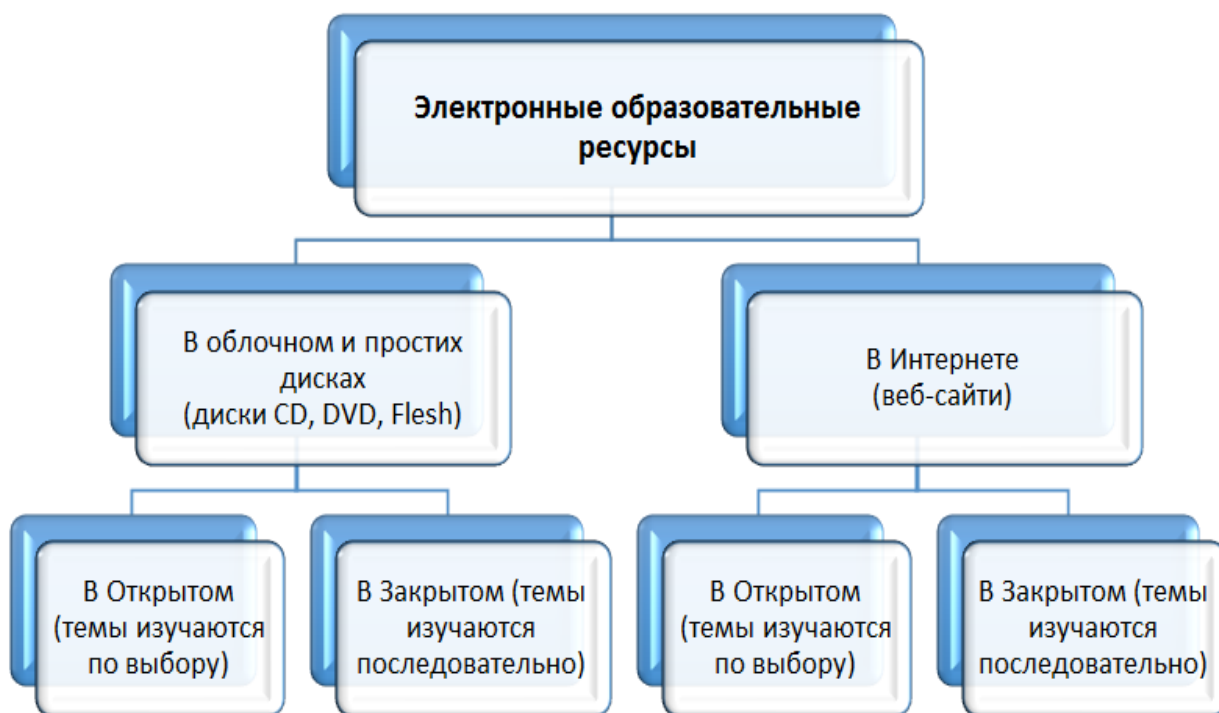 Электронные образовательные
ресурсы
В облочном и простих
дисках
(диски CD, DVD, Flesh)
В Интернете
(веб-сайти)
В Открытом
(темы изучаются
по выбору)
В Закрытом (темы
изучаются
последовательно)
В Открытом
(темы изучаются
по выбору)
В Закрытом (темы
изучаются
последовательно)